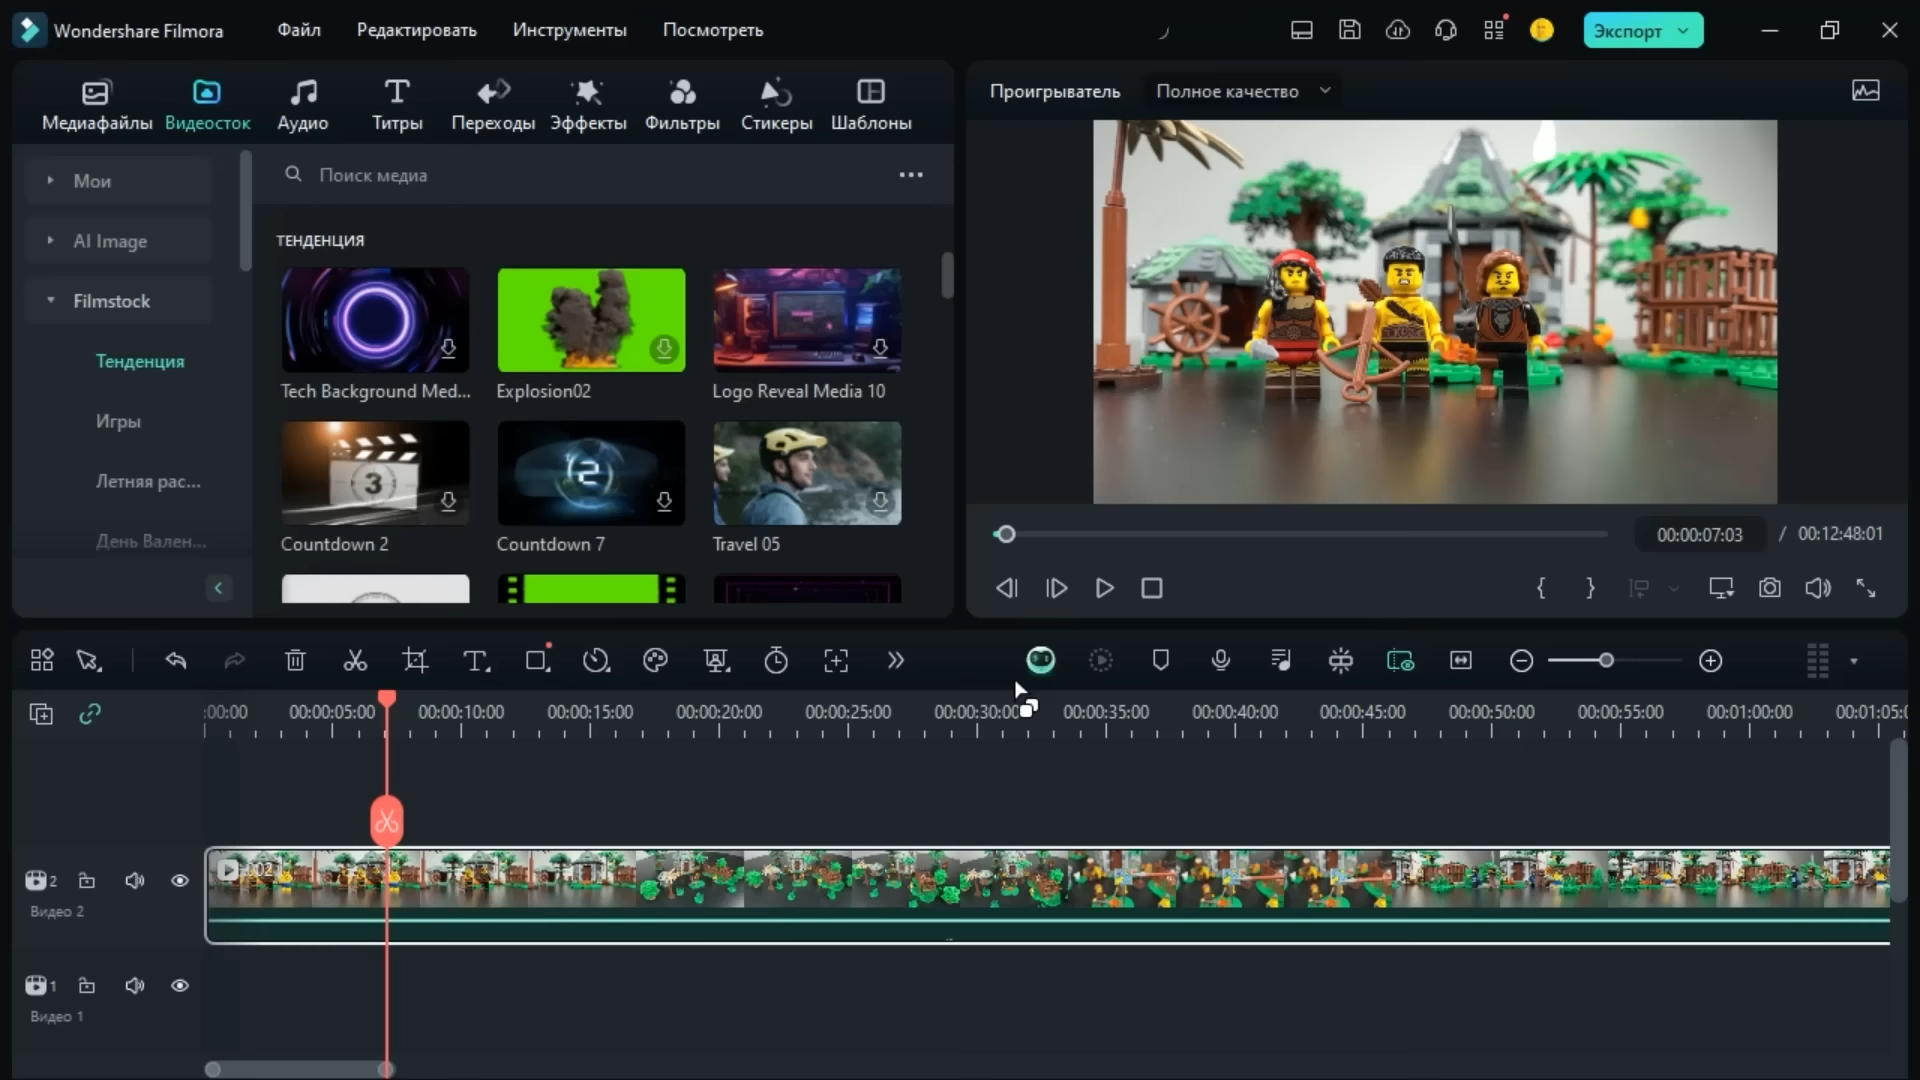 Wondershare Filmora
Файл
Редактировать
Инструменты
Посмотреть
Экспорт
Медиафайлы
Видеосток
Аудио
Титры
Переходы
Эффекты
Фильтры
Стикеры
Шаблоны
Проигрыватель
Полное качество
Мои
AI Image
Filmstock
Тенденция
Игры
Летняя рас...
День Вален...
Поиск медиа
ТЕНДЕНЦИЯ
Tech Background Med...
Explosion02
Logo Reveal Media 10
3
2
Countdown 2
Countdown 7
Travel 05
00:00:07:03 / 00:12:48:01
:00:00
00:00:05:00
00:00:10:00
00:00:15:00
00:00:20:00
00:00:25:00
00:00:30:00
00:00:35:00
00:00:40:00
00:00:45:00
00:00:50:00
00:00:55:00
00:01:00:00
00:01:05:0
002
2
Видео 2
1
Видео 1